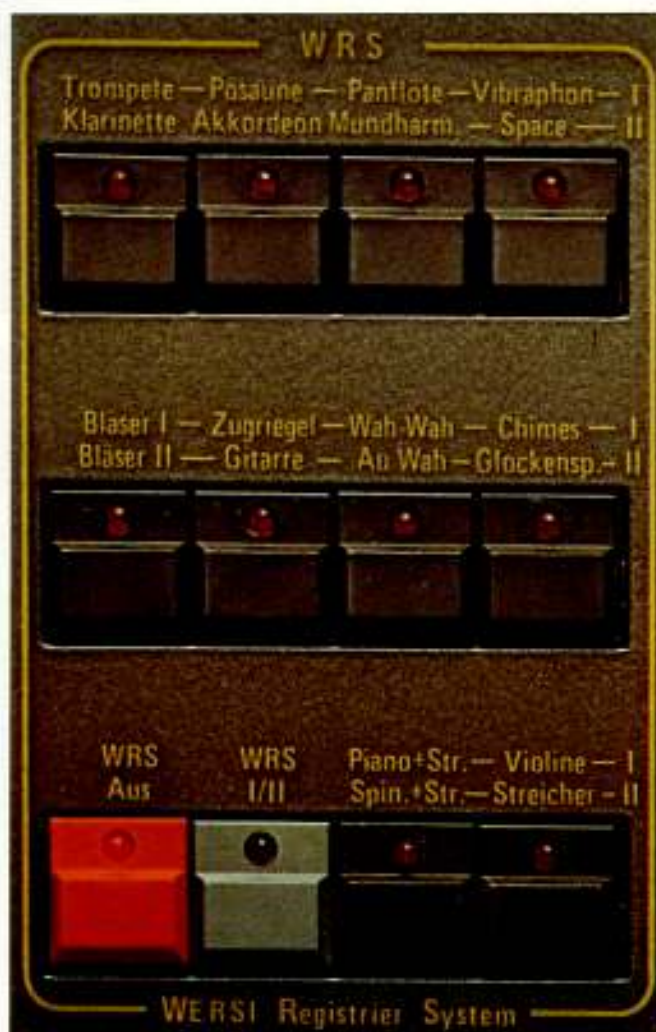 WRS
Trompete — Posaune — Panflöte — Vibraphon — I
Klarinette Akkordeon Mundharm. — Space — II
Bläser I — Zugriegel — Wah-Wah — Chimes — I
Bläser II — Gitarre — Au Wah — Glockensp. - II
WRS WRS Piano+Str. — Violine — I
Aus I/II Spin.+Str. — Streicher - II
WERSI Registrier System